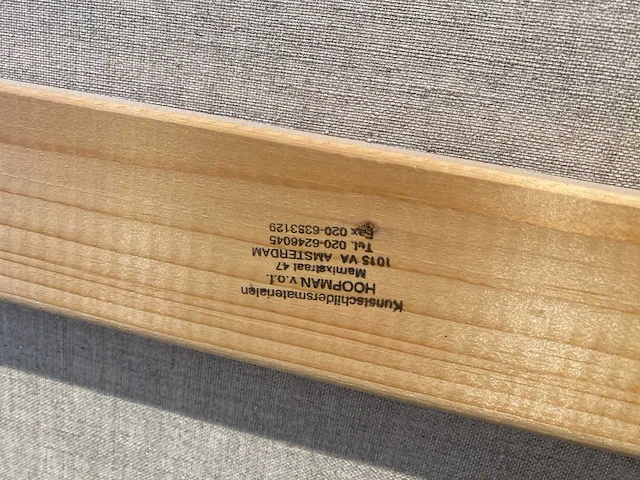 Kunstschildersmaterialen
HOOPMAN v.o.f.
Marnixstraat 47
1015 VA AMSTERDAM
Tel. 020-6246045
Fax 020-6353129